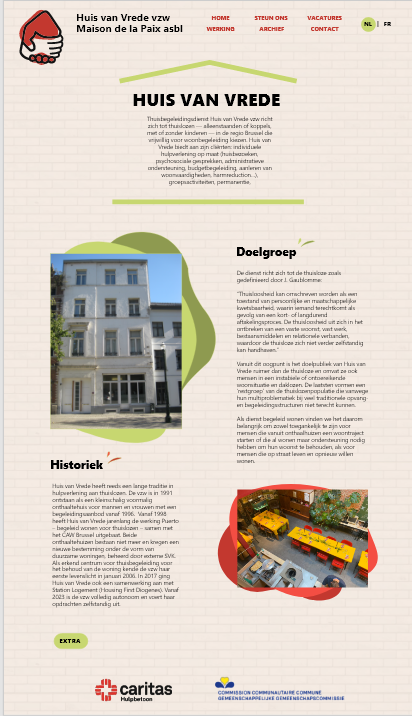 Huis van Vrede vzw
Maison de la Paix asbl
HOME STEUN ONS VACATURES
WERKING ARCHIEF CONTACT
NL | FR
HUIS VAN VREDE
Thuisbegeleidingsdienst Huis van Vrede vzw richt
zich tot thuislozen — alleenstaanden of koppels,
met of zonder kinderen — in de regio Brussel die
vrijwillig voor woonbegeleiding kiezen. Huis van
Vrede biedt aan zijn cliënten: individuele
hulpverlening op maat (huisbezoeken,
psychosociale gesprekken, administratieve
ondersteuning, budgetbegeleiding, aanleren van
woonvaardigheden, harmreduction...),
groepsactiviteiten, permanentie,
Doelgroep
De dienst richt zich tot de thuisloze zoals
gedefinieerd door J. Gaublomme:
"Thuisloosheid kan omschreven worden als een
toestand van persoonlijke en maatschappelijke
kwetsbaarheid, waarin iemand terechtkomt als
gevolg van een kort- of langdurend
aftakelingsproces. De thuisloosheid uit zich in het
ontbreken van een vaste woonst, vast werk,
bestaansmiddelen en relationele verbanden,
waardoor de thuisloze zich niet verder zelfstandig
kan handhaven."
Vanuit dit oogpunt is het doelpubliek van Huis van
Vrede ruimer dan de thuisloze en omvat ze ook
mensen in een instabiele of ontoereikende
woonsituatie en daklozen. De laatsten vormen een
'restgroep' van de thuislozenpopulatie die vanwege
hun multiproblematiek bij veel traditionele opvang-
en begeleidingsstructuren niet terecht kunnen.
Als dienst begeleid wonen vinden we het daarom
belangrijk om zowel toegankelijk te zijn voor
mensen die vanuit onthaalhuizen een woontraject
starten of die al wonen maar ondersteuning nodig
hebben om hun woonst te behouden, als voor
mensen die op straat leven en opnieuw willen
wonen.
Historiek
Huis van Vrede heeft reeds een lange traditie in
hulpverlening aan thuislozen. De vzw is in 1991
ontstaan als een kleinschalig voormalig
onthaaltehuis voor mannen en vrouwen met een
begeleidingsaanbod vanaf 1996. Vanaf 1998
heeft Huis van Vrede jarenlang de werking Puerto
– begeleid wonen voor thuislozen – samen met
het CAW Brussel uitgebaat. Beide
onthaaltehuizen bestaan niet meer en kregen een
nieuwe bestemming onder de vorm van
duurzame woningen, beheerd door externe SVK.
Als erkend centrum voor thuisbegeleiding voor
het behoud van de woning kende de vzw haar
eerste levenslicht in januari 2006. In 2017 ging
Huis van Vrede ook een samenwerking aan met
Station Logement (Housing First Diogenes). Vanaf
2023 is de vzw volledig autonoom en voert haar
opdrachten zelfstandig uit.
EXTRA
caritas
Hulpbetoon
COMMISSION COMMUNAUTAIRE COMMUNE
GEMEENSCHAPPELIJKE GEMEENSCHAPSCOMMISSIE